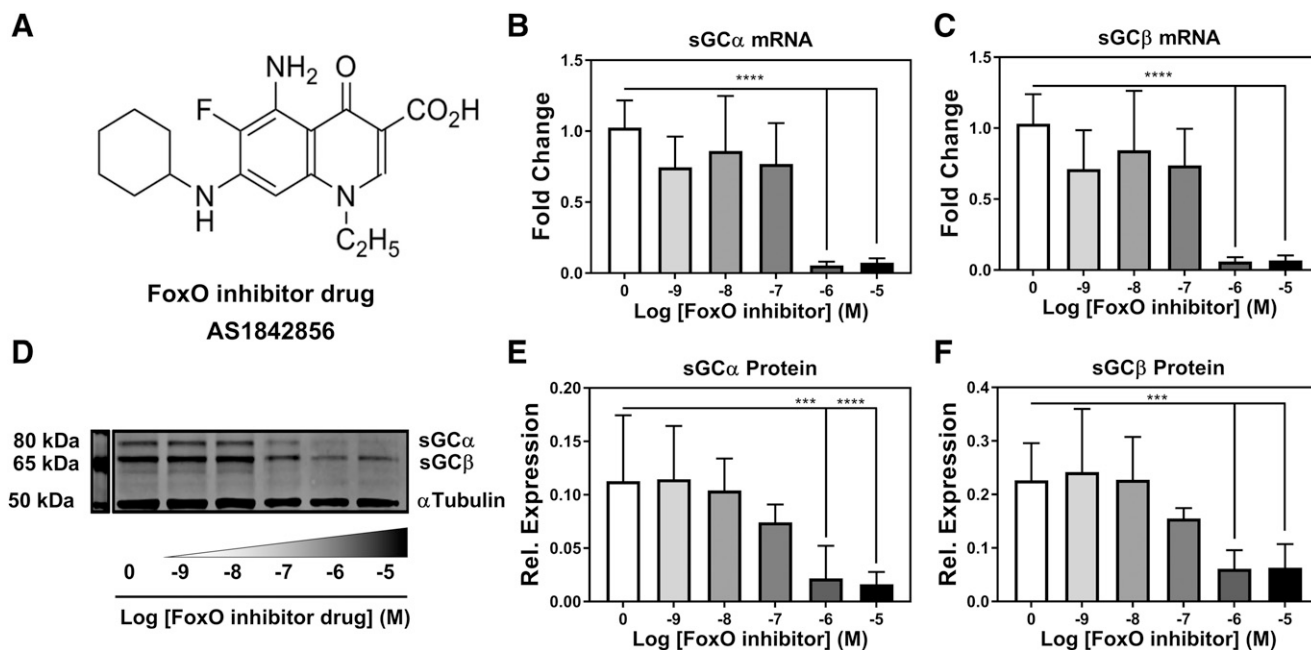 A
NH2
O
F
CO2H
N
H
N
C2H5
FoxO inhibitor drug
AS1842856
B
sGCα mRNA
Fold Change
1.5
1.0
0.5
0.0
****
0 -9 -8 -7 -6 -5
Log [FoxO inhibitor] (M)
C
sGCβ mRNA
Fold Change
1.5
1.0
0.5
0.0
****
0 -9 -8 -7 -6 -5
Log [FoxO inhibitor] (M)
D
80 kDa
65 kDa
50 kDa
sGCα
sGCβ
αTubulin
0 -9 -8 -7 -6 -5
Log [FoxO inhibitor drug] (M)
E
sGCα Protein
Rel. Expression
0.20
0.15
0.10
0.05
0.00
*** ****
0 -9 -8 -7 -6 -5
Log [FoxO inhibitor] (M)
F
sGCβ Protein
Rel. Expression
0.4
0.3
0.2
0.1
0.0
***
0 -9 -8 -7 -6 -5
Log [FoxO inhibitor] (M)